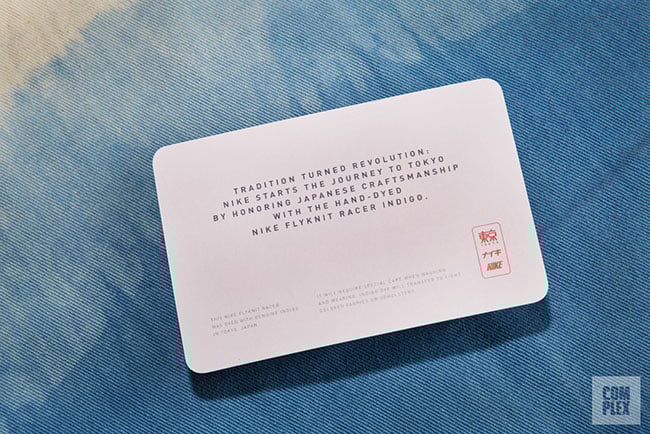 TRADITION TURNED REVOLUTION:
NIKE STARTS THE JOURNEY TO TOKYO
BY HONORING JAPANESE CRAFTSMANSHIP
WITH THE HAND-DYED
NIKE FLYKNIT RACER INDIGO.
東京
TOKYO
ナイキ
NIKE
THIS NIKE FLYKNIT RACER
WAS DYED WITH GENUINE INDIGO
IN TOKYO, JAPAN
IT WILL REQUIRE SPECIAL CARE WHEN WASHING
AND WEARING. INDIGO DYE WILL TRANSFER TO LIGHT
COLORED FABRICS OR UPHOLSTERY.
COM
PLEX